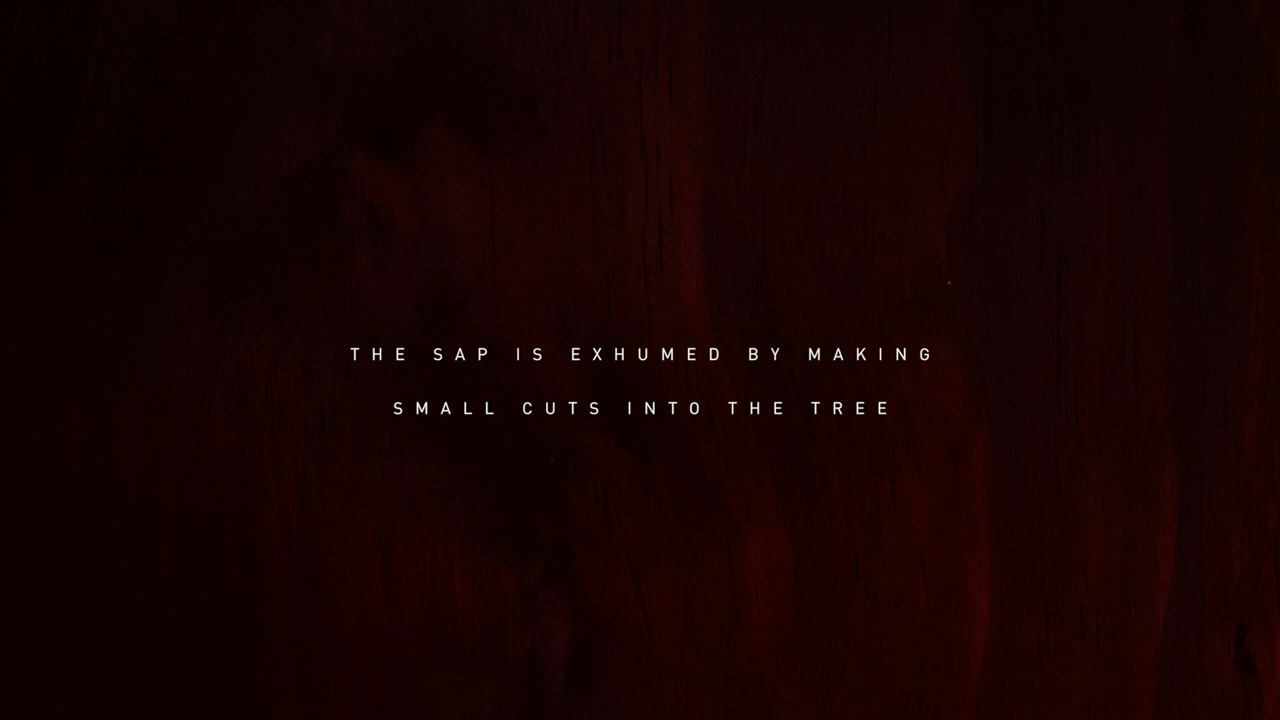 THE SAP IS EXHUMED BY MAKING
SMALL CUTS INTO THE TREE